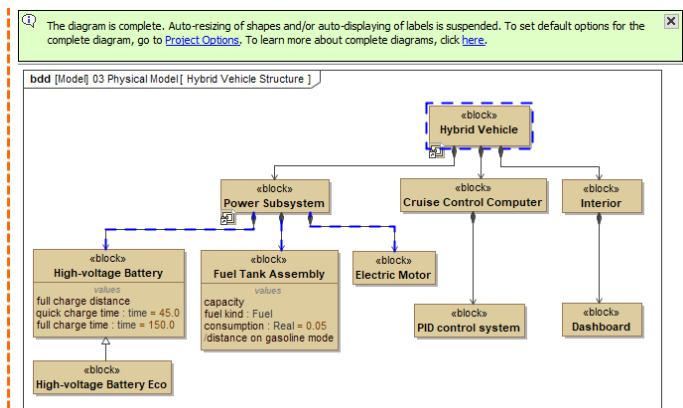 The diagram is complete. Auto-resizing of shapes and/or auto-displaying of labels is suspended. To set default options for the
complete diagram, go to Project Options. To learn more about complete diagrams, click here.
bdd [Model] 03 Physical Model[ Hybrid Vehicle Structure ]
«block»
Hybrid Vehicle
«block»
Power Subsystem
«block»
Cruise Control Computer
«block»
Interior
«block»
High-voltage Battery
values
full charge distance
quick charge time : time = 45.0
full charge time : time = 150.0
«block»
Fuel Tank Assembly
values
capacity
fuel kind : Fuel
consumption : Real = 0.05
/distance on gasoline mode
«block»
Electric Motor
«block»
PID control system
«block»
Dashboard
«block»
High-voltage Battery Eco